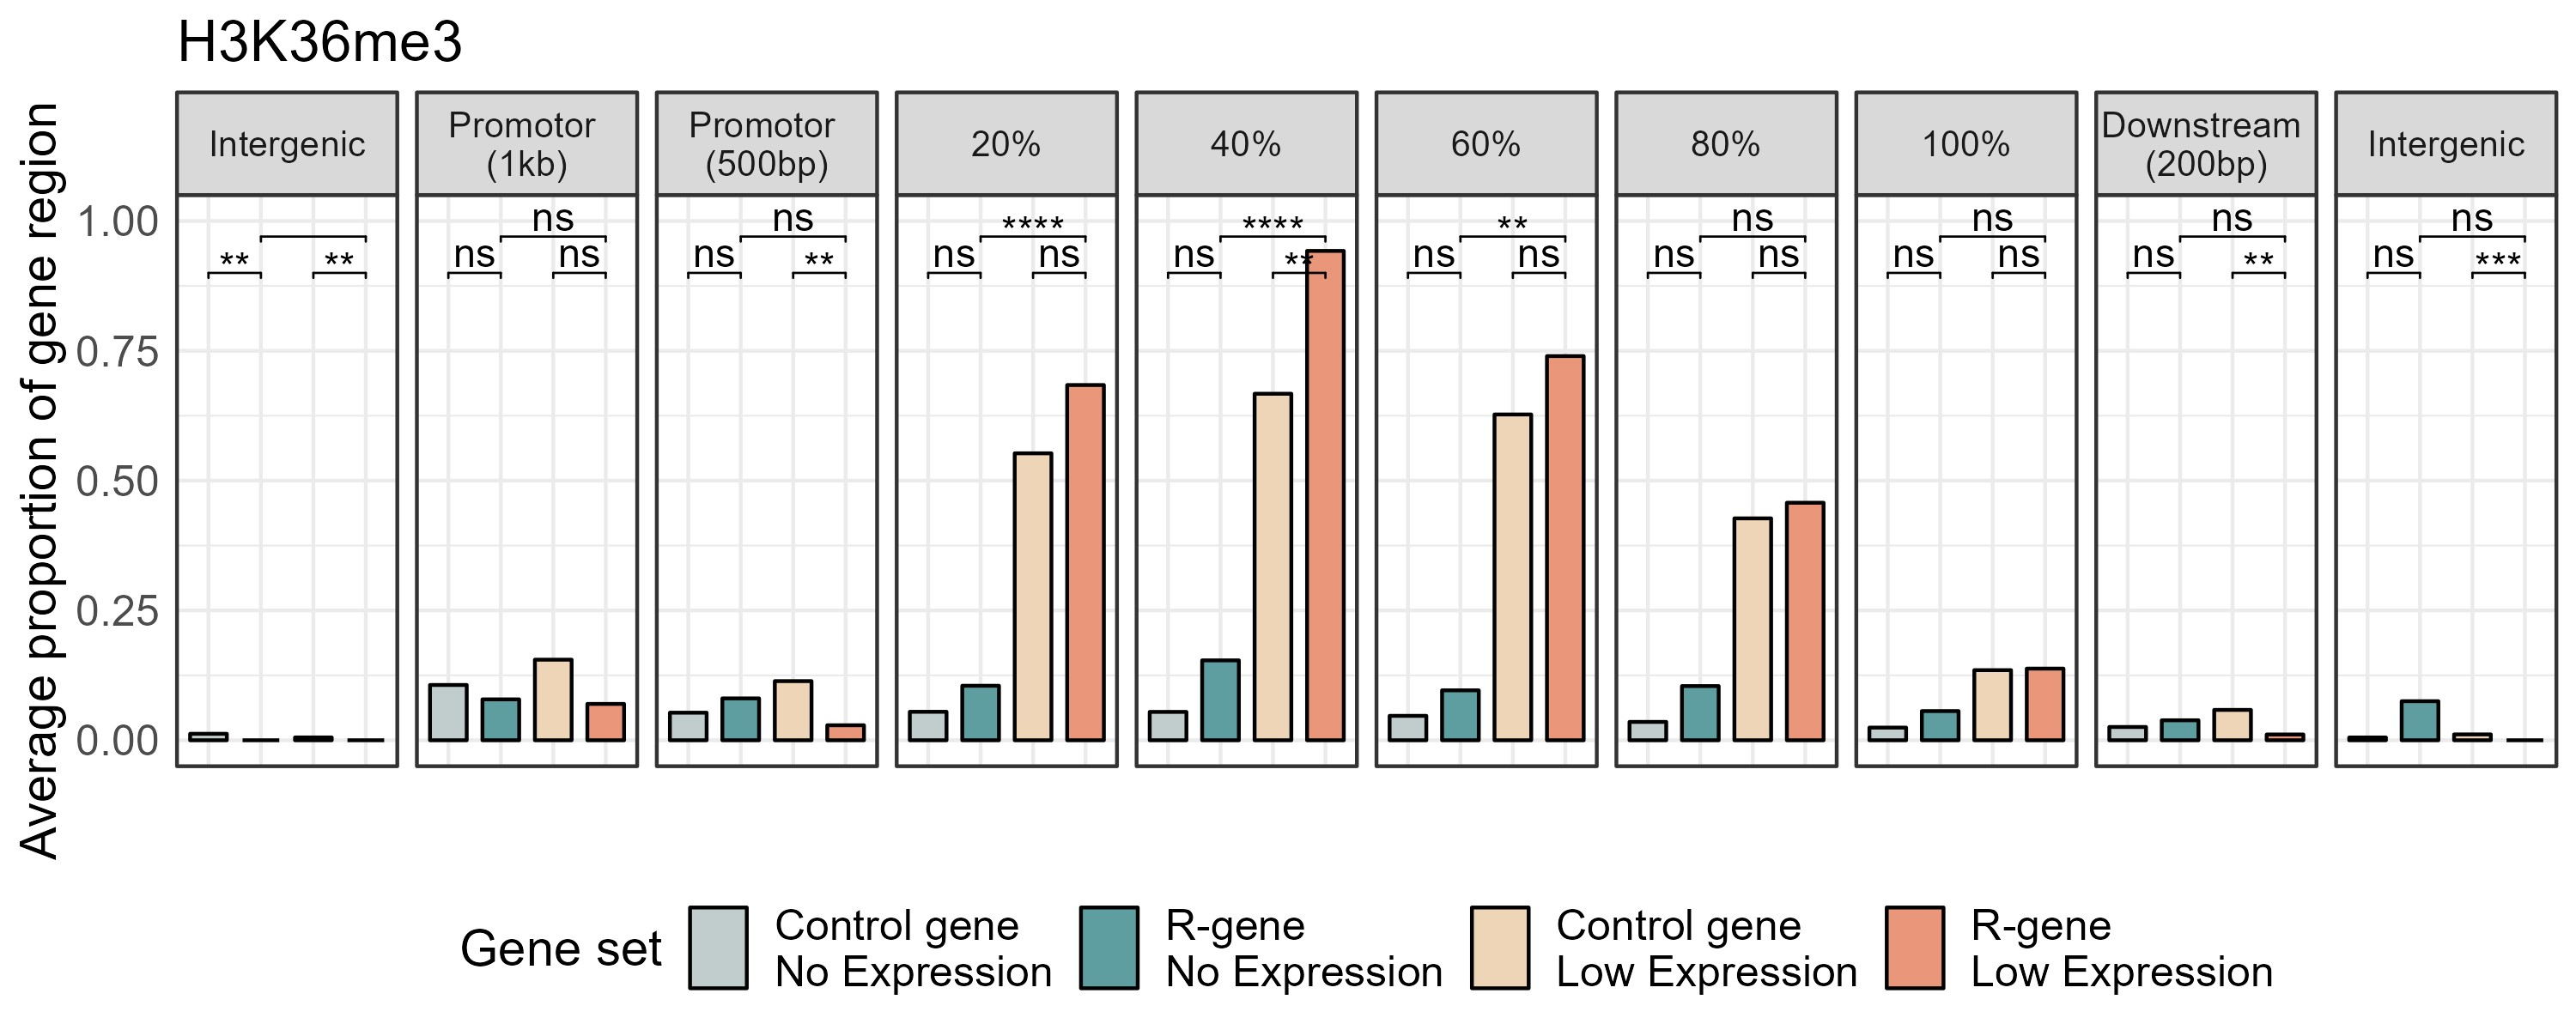 H3K36me3
Average proportion of gene region
Intergenic
Promotor
(1kb)
Promotor
(500bp)
20%
40%
60%
80%
100%
Downstream
(200bp)
Intergenic
1.00
0.75
0.50
0.25
0.00
** **
ns
ns ns
ns
ns **
****
ns ns
****
ns **
**
ns ns
ns
ns ns
ns
ns ns
ns
ns **
ns
ns ***
Gene set
Control gene
No Expression
R-gene
No Expression
Control gene
Low Expression
R-gene
Low Expression